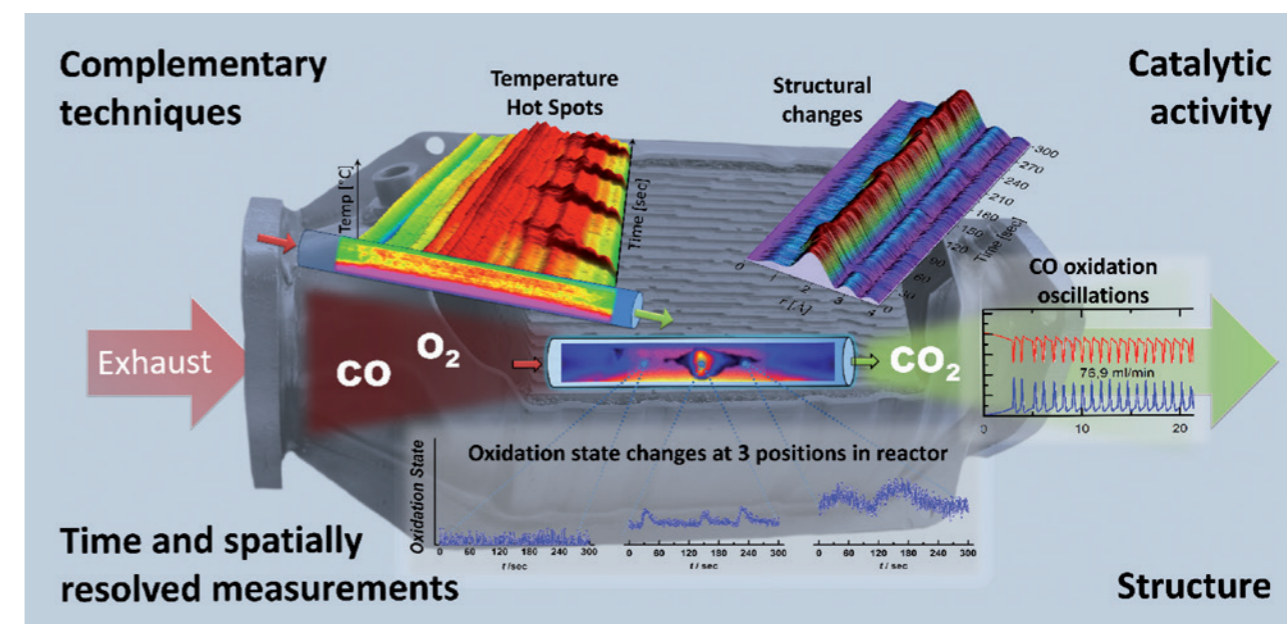 Complementary
techniques
Temperature
Hot Spots
Structural
changes
Catalytic
activity
Temp [°C]
Time [sec]
0
1
2
3
4
r [Å]
0
30
60
90
120
150
180
210
240
270
300
Time [sec]
Exhaust
CO
O2
CO2
CO oxidation
oscillations
76,9 ml/min
0 10 20
Oxidation state changes at 3 positions in reactor
Oxidation State
0 60 120 180 240 300
t / sec
0 60 120 180 240 300
t / sec
0 60 120 180 240 300
t / sec
Time and spatially
resolved measurements
Structure